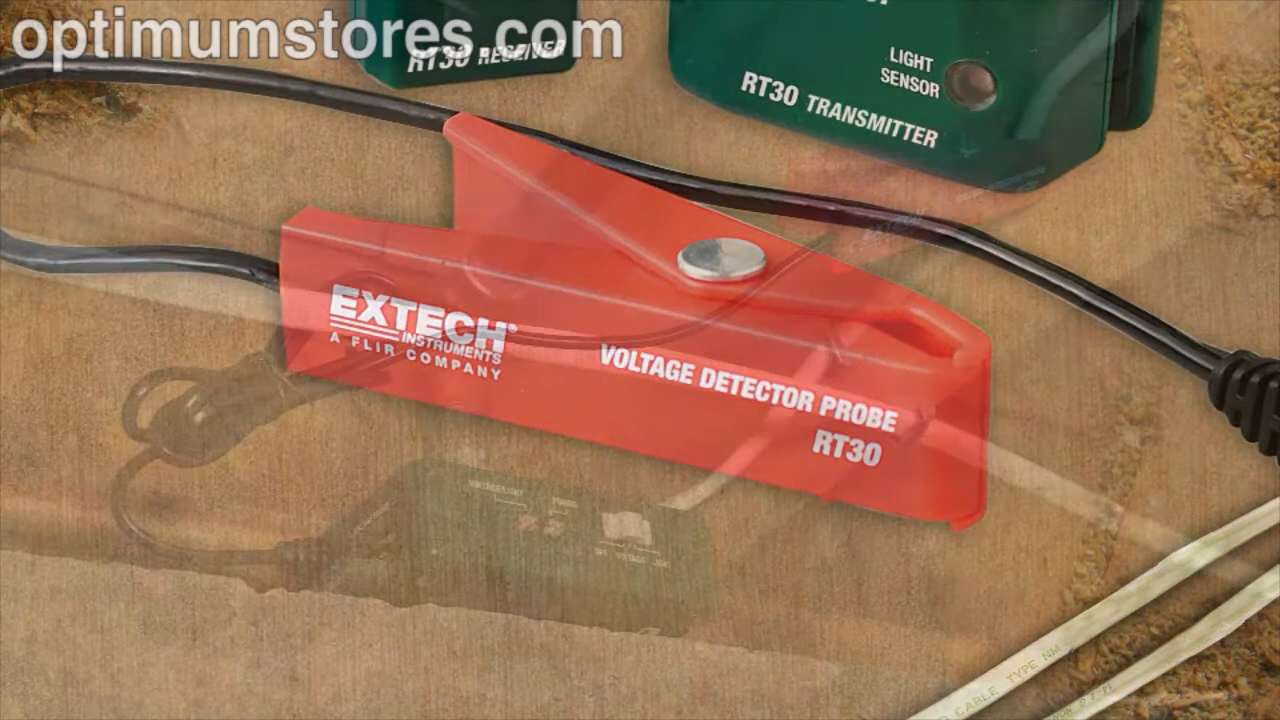 optimumstores.com
RT30 RECEIVER
LIGHT
SENSOR
RT30 TRANSMITTER
EXTECH®
INSTRUMENTS
A FLIR COMPANY
VOLTAGE DETECTOR PROBE
RT30
CABLE TYPE NM